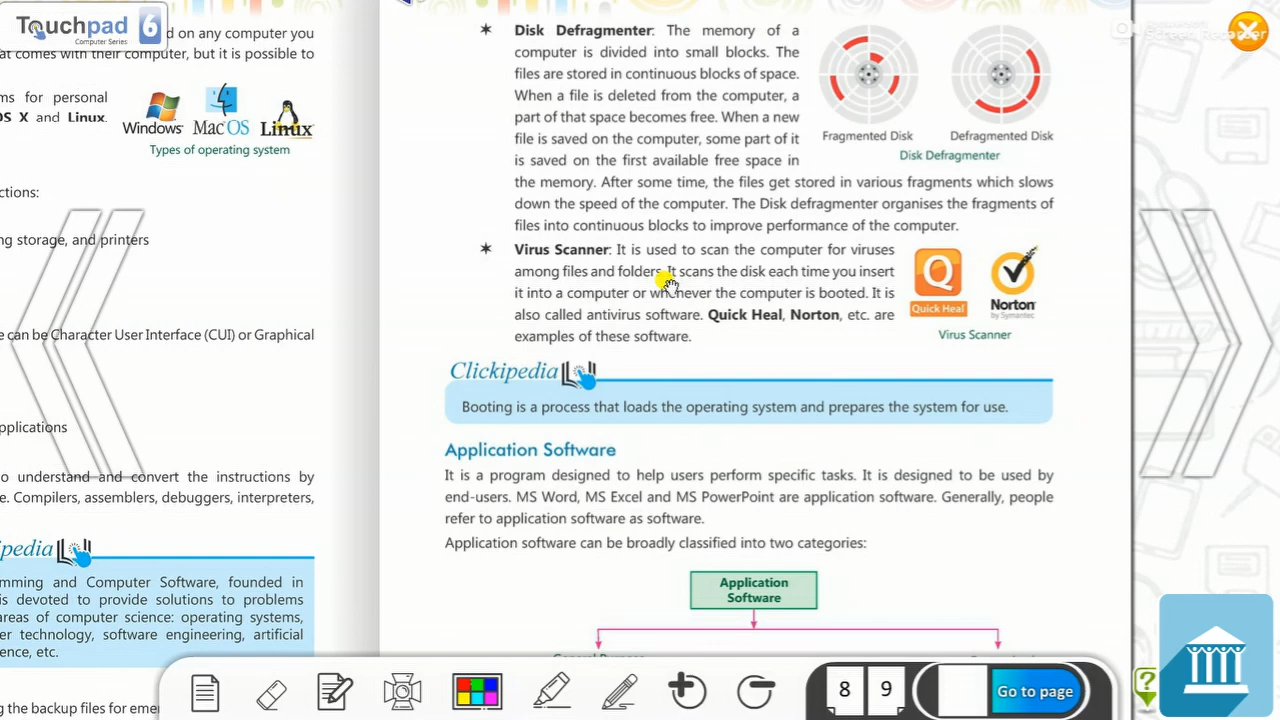 Touchpad 6
Computer Series
d on any computer you
at comes with their computer, but it is possible to
ms for personal
OS X and Linux.
Windows Mac OS Linux
Types of operating system
ctions:
ng storage, and printers
e can be Character User Interface (CUI) or Graphical
pplications
o understand and convert the instructions by
e. Compilers, assemblers, debuggers, interpreters,
ipedia
mming and Computer Software, founded in
is devoted to provide solutions to problems
areas of computer science: operating systems,
er technology, software engineering, artificial
ence, etc.
g the backup files for eme
✶ Disk Defragmenter: The memory of a
computer is divided into small blocks. The
files are stored in continuous blocks of space.
When a file is deleted from the computer, a
part of that space becomes free. When a new
file is saved on the computer, some part of it
is saved on the first available free space in
the memory. After some time, the files get stored in various fragments which slows
down the speed of the computer. The Disk defragmenter organises the fragments of
files into continuous blocks to improve performance of the computer.
Fragmented Disk Defragmented Disk
Disk Defragmenter
✶ Virus Scanner: It is used to scan the computer for viruses
among files and folders. It scans the disk each time you insert
it into a computer or whenever the computer is booted. It is
also called antivirus software. Quick Heal, Norton, etc. are
examples of these software.
Q
Quick Heal
Norton
by Symantec
Virus Scanner
Clickipedia
Booting is a process that loads the operating system and prepares the system for use.
Application Software
It is a program designed to help users perform specific tasks. It is designed to be used by
end-users. MS Word, MS Excel and MS PowerPoint are application software. Generally, people
refer to application software as software.
Application software can be broadly classified into two categories:
Application
Software
General Purpose
8 9 Go to page
?
Screen Recorder